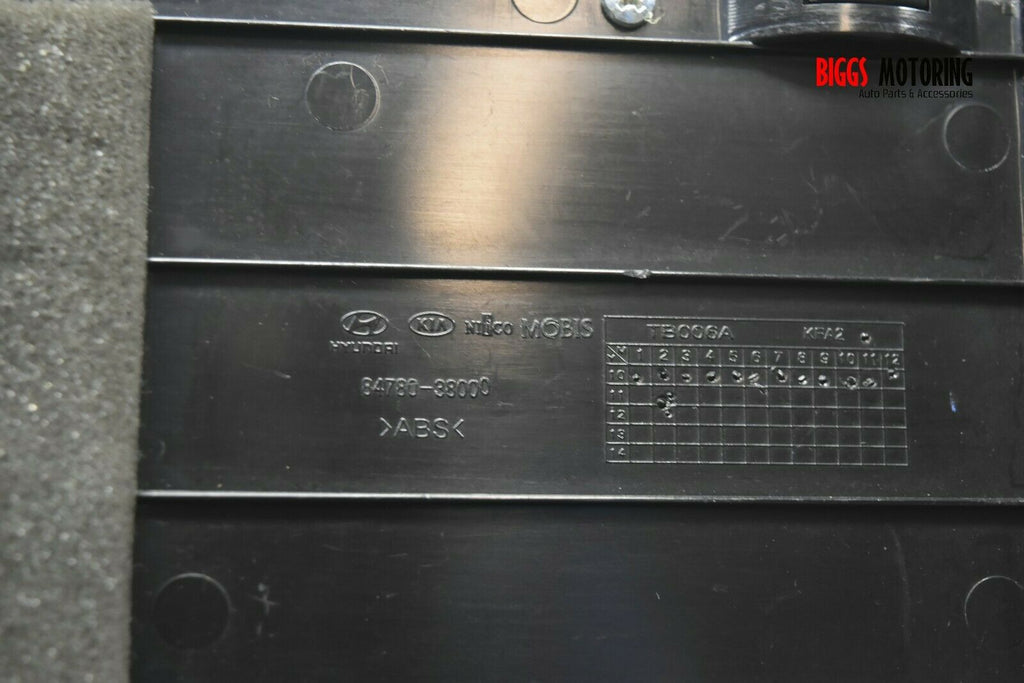 BIGGS MOTORING
Auto Parts & Accessories
HYUNDAI KIA MOBIS
>ABS<
TB006A
1 2 3 4 5 6 7 8 9 10 11 12
10
11
12
13
14